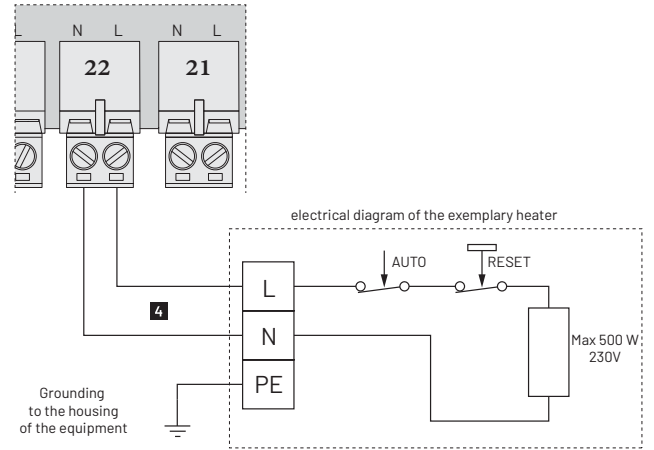 L N L N L
22 21
electrical diagram of the exemplary heater
AUTO RESET
L
4
N
Max 500 W
230V
PE
Grounding
to the housing
of the equipment